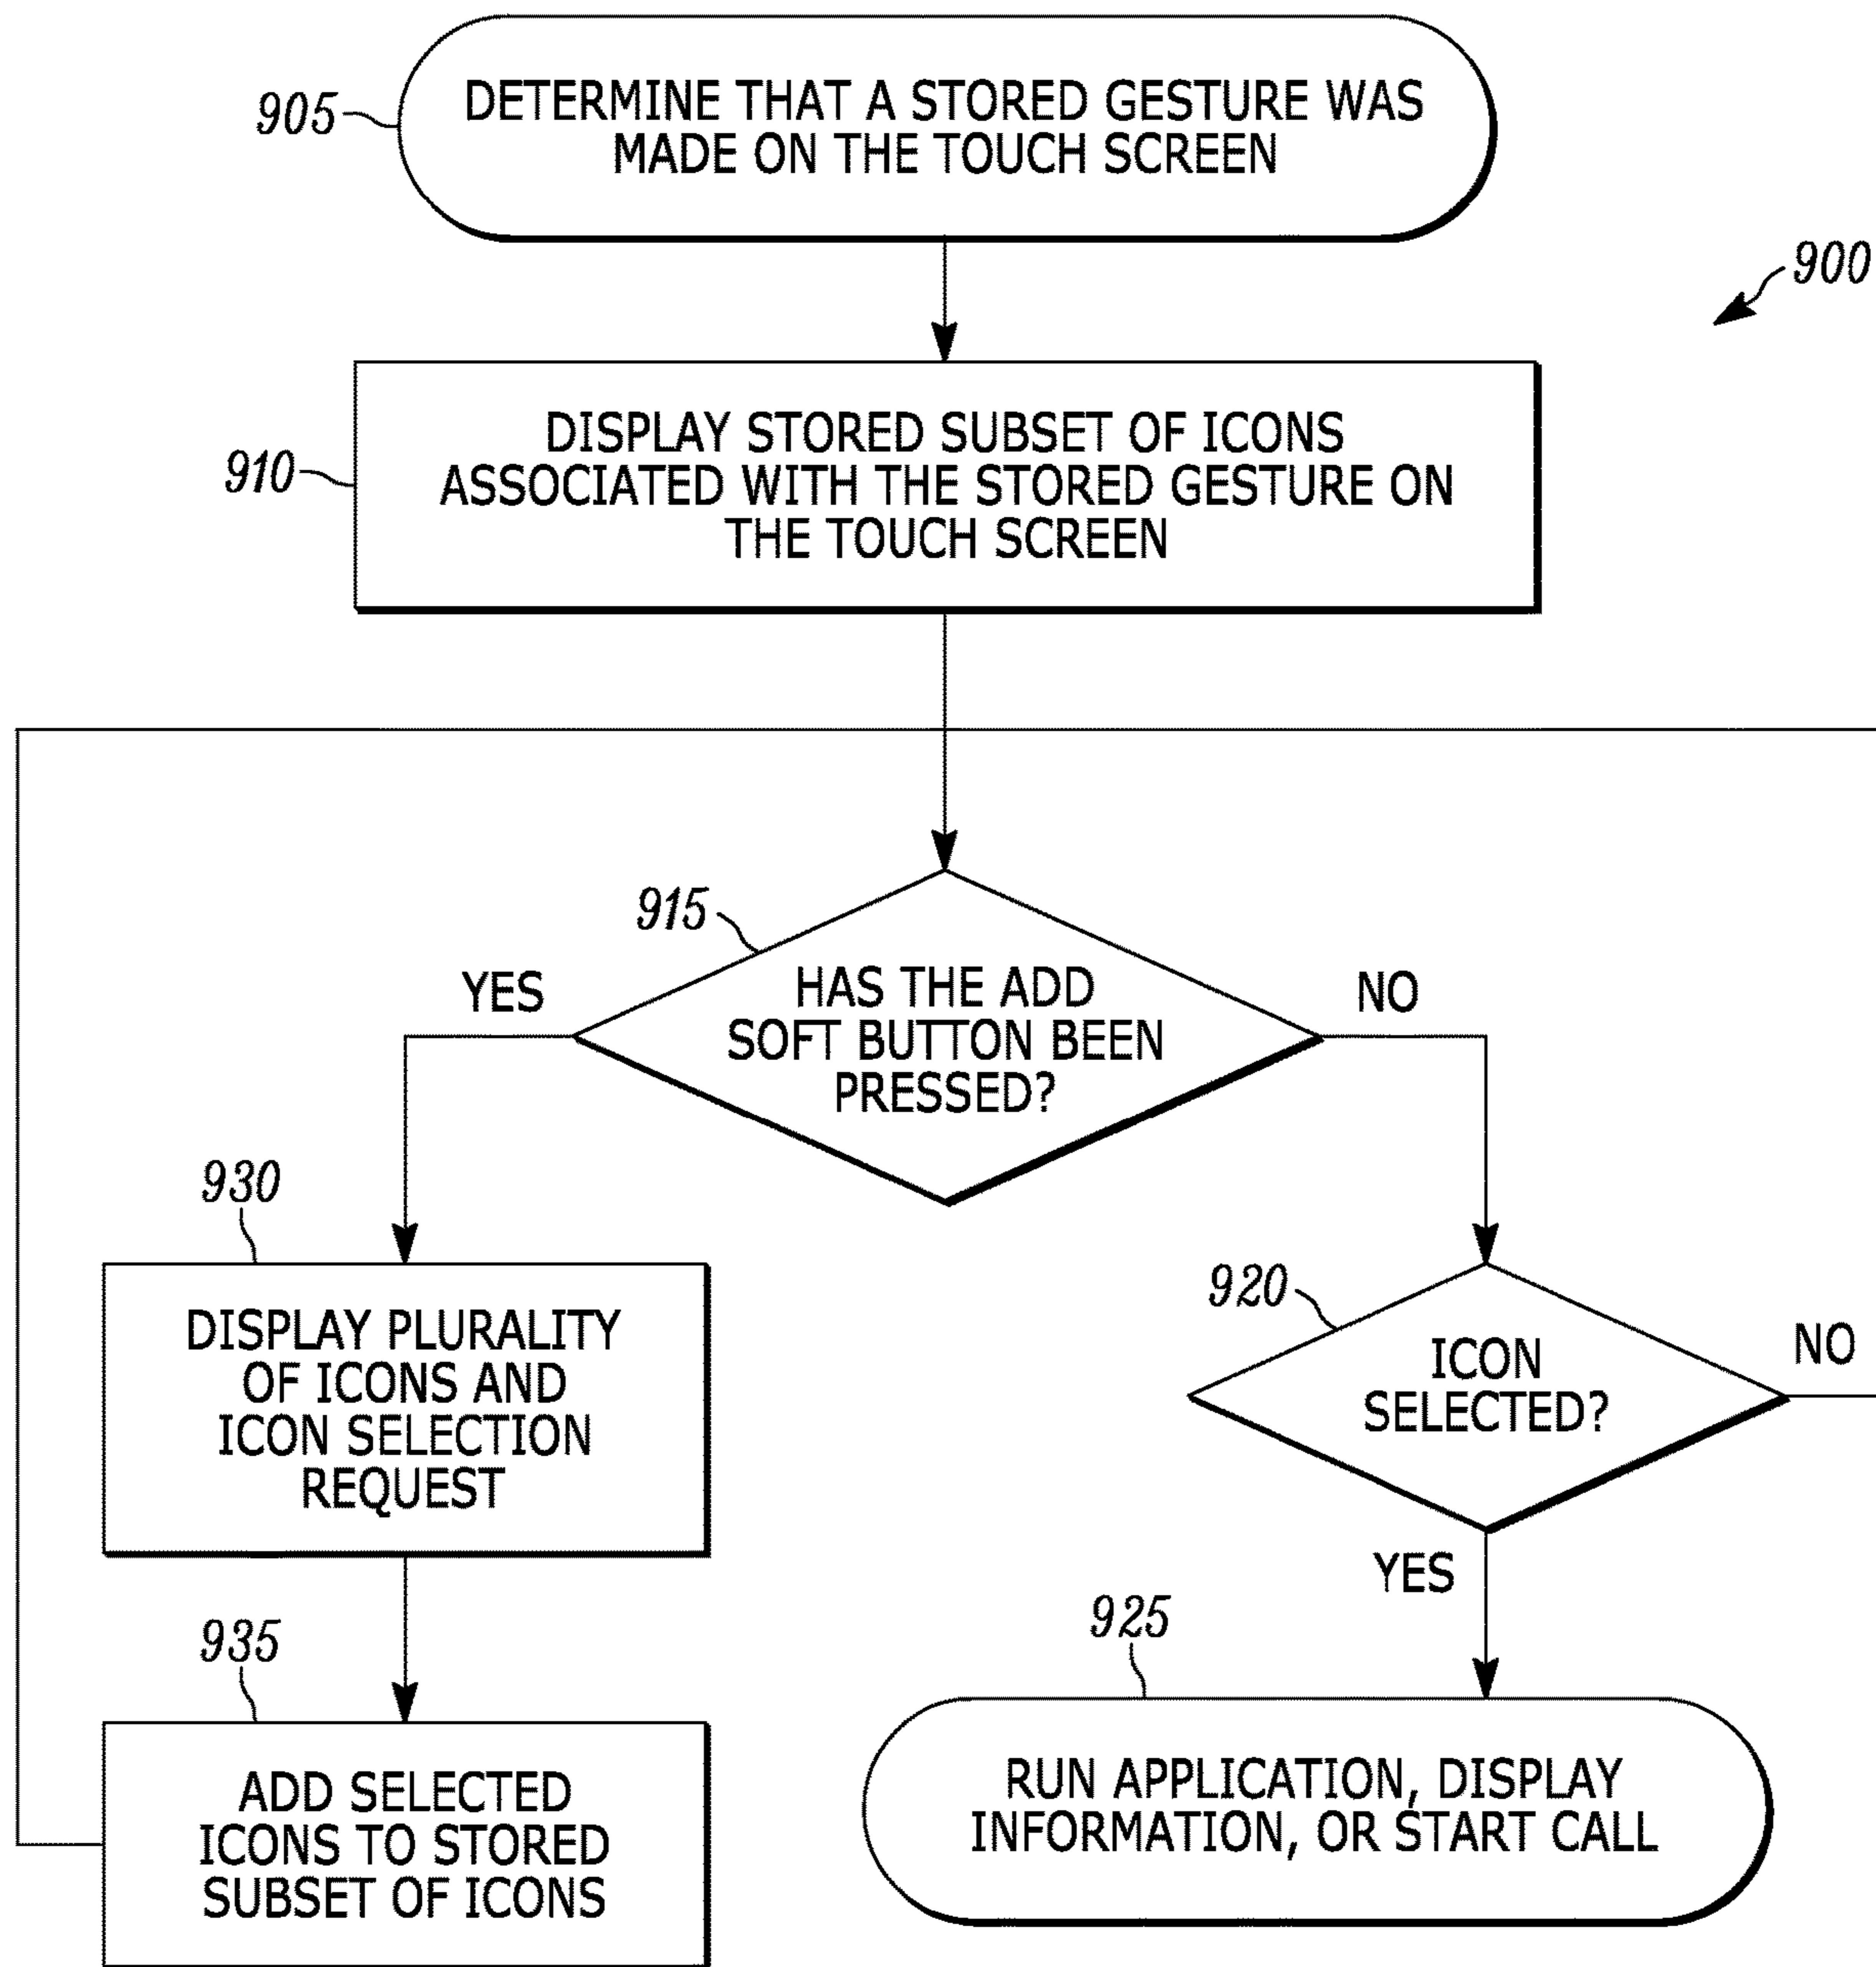 905
DETERMINE THAT A STORED GESTURE WAS
MADE ON THE TOUCH SCREEN
900
910
DISPLAY STORED SUBSET OF ICONS
ASSOCIATED WITH THE STORED GESTURE ON
THE TOUCH SCREEN
915
YES
HAS THE ADD
SOFT BUTTON BEEN
PRESSED?
NO
930
DISPLAY PLURALITY
OF ICONS AND
ICON SELECTION
REQUEST
920
ICON
SELECTED?
NO
YES
935
ADD SELECTED
ICONS TO STORED
SUBSET OF ICONS
925
RUN APPLICATION, DISPLAY
INFORMATION, OR START CALL